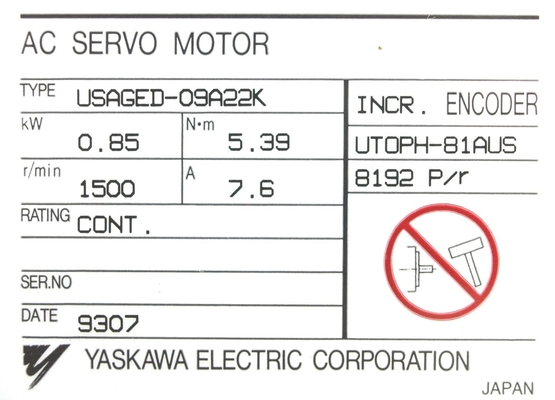 AC SERVO MOTOR
TYPE USAGED-09A22K
kW 0.85 N·m 5.39
r/min 1500 A 7.6
RATING CONT.
SER.NO
DATE 9307
INCR. ENCODER
UTOPH-81AUS
8192 P/r
YASKAWA ELECTRIC CORPORATION
JAPAN